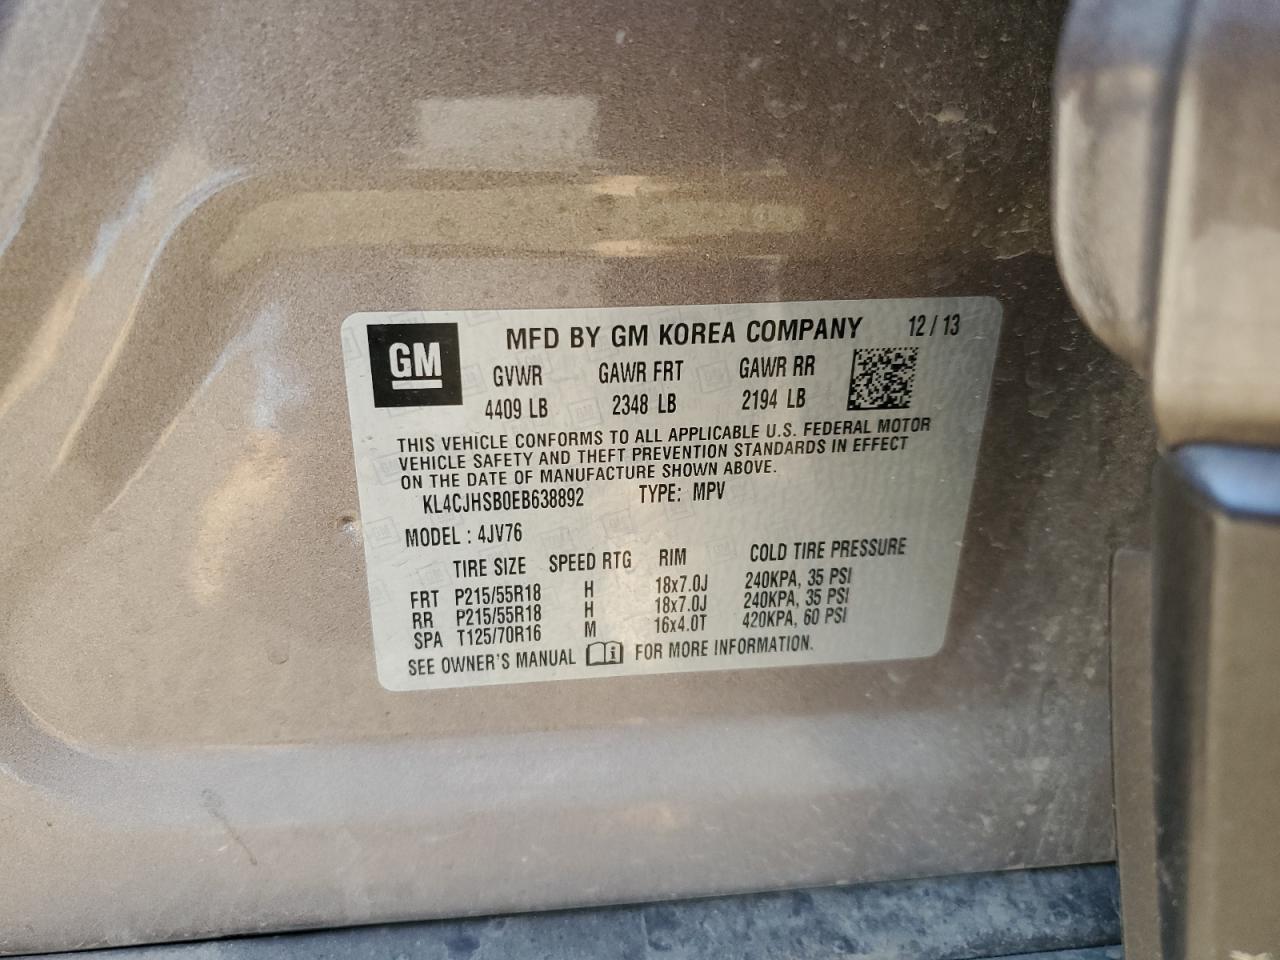 GM
MFD BY GM KOREA COMPANY 12 / 13
GVWR GAWR FRT GAWR RR
4409 LB 2348 LB 2194 LB
THIS VEHICLE CONFORMS TO ALL APPLICABLE U.S. FEDERAL MOTOR
VEHICLE SAFETY AND THEFT PREVENTION STANDARDS IN EFFECT
ON THE DATE OF MANUFACTURE SHOWN ABOVE.
KL4CJHSB0EB638892 TYPE: MPV
MODEL : 4JV76
TIRE SIZE SPEED RTG RIM COLD TIRE PRESSURE
FRT P215/55R18 H 18x7.0J 240KPA, 35 PSI
RR P215/55R18 H 18x7.0J 240KPA, 35 PSI
SPA T125/70R16 M 16x4.0T 420KPA, 60 PSI
SEE OWNER'S MANUAL i FOR MORE INFORMATION.